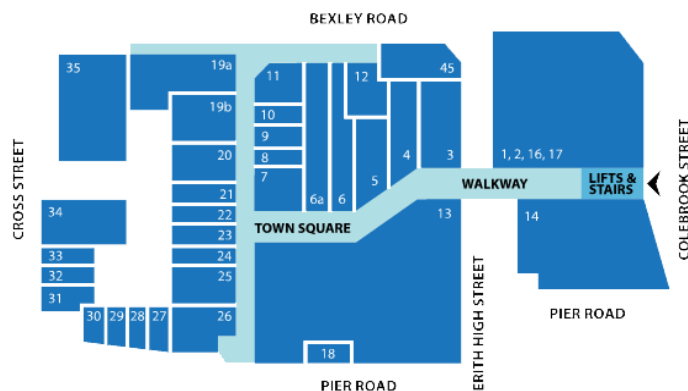 BEXLEY ROAD
35
19a
11
12
45
19b
10
9
8
7
20
6a
6
5
4
3
1, 2, 16, 17
CROSS STREET
COLEBROOK STREET
21
22
23
24
25
26
WALKWAY
LIFTS &
STAIRS
TOWN SQUARE
13
14
34
33
32
31
30
29
28
27
18
ERITH HIGH STREET
PIER ROAD
PIER ROAD